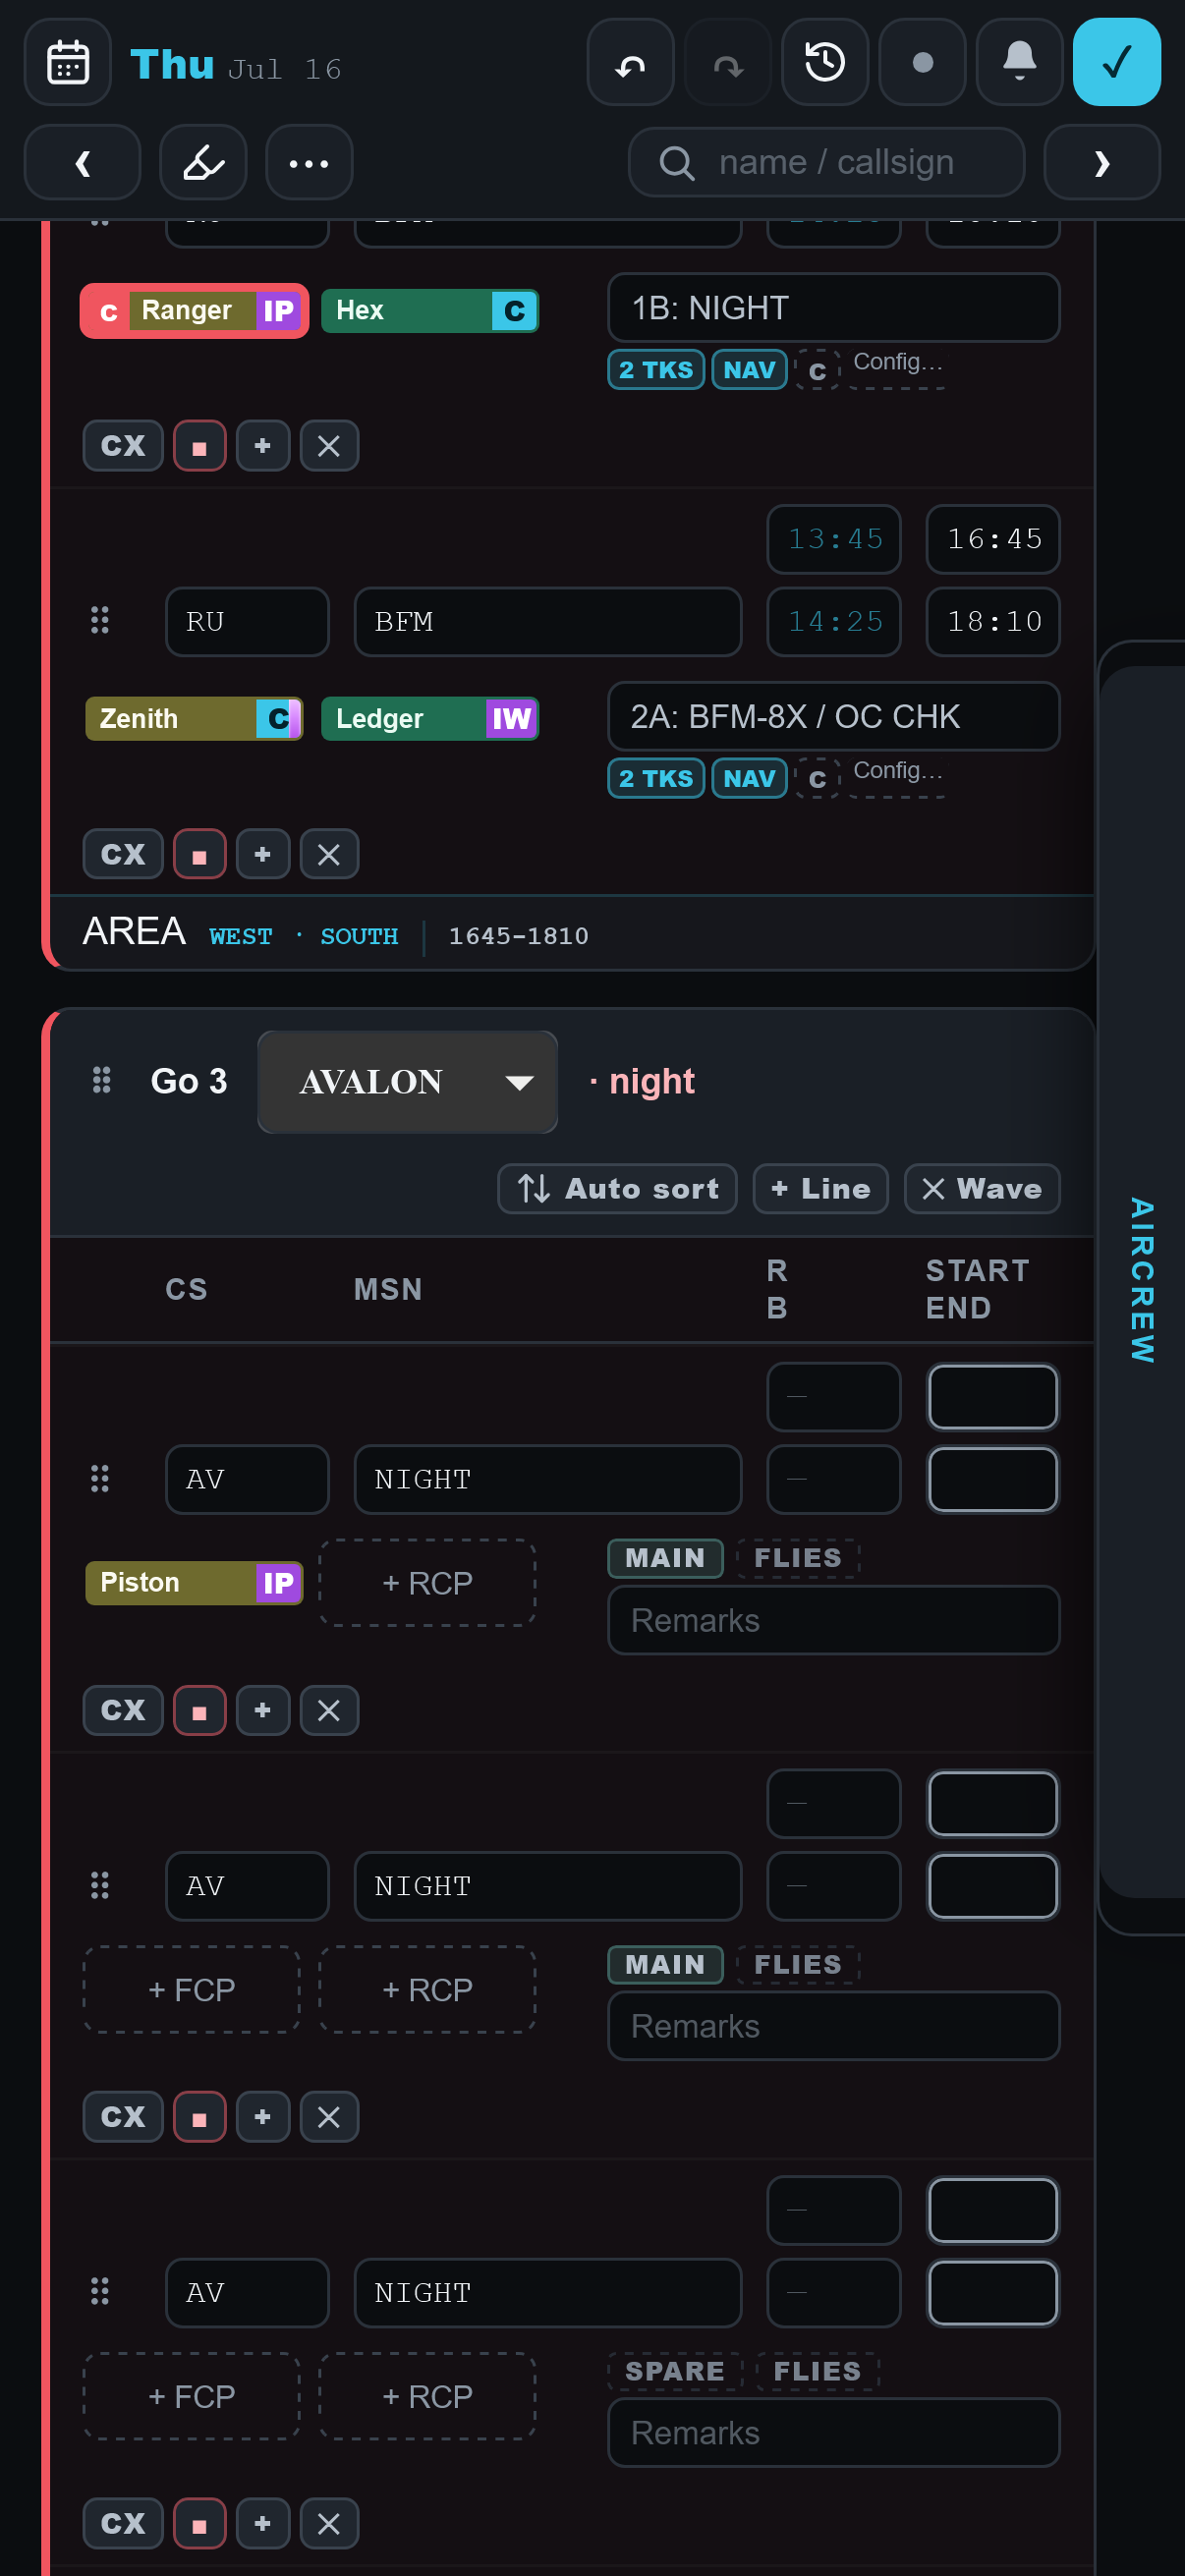 Thu Jul 16
name / callsign
C Ranger IP Hex C 1B: NIGHT
2 TKS NAV C Config...
CX + ×
13:45 16:45
RU BFM 14:25 18:10
Zenith C Ledger IW 2A: BFM-8X / OC CHK
2 TKS NAV C Config...
CX + ×
AREA WEST · SOUTH 1645-1810
Go 3 AVALON · night
Auto sort + Line × Wave
CS MSN R START
B END
AIRCREW
—
AV NIGHT —
MAIN FLIES
Piston IP + RCP Remarks
CX + ×
—
AV NIGHT —
MAIN FLIES
+ FCP + RCP Remarks
CX + ×
—
AV NIGHT —
SPARE FLIES
+ FCP + RCP Remarks
CX + ×